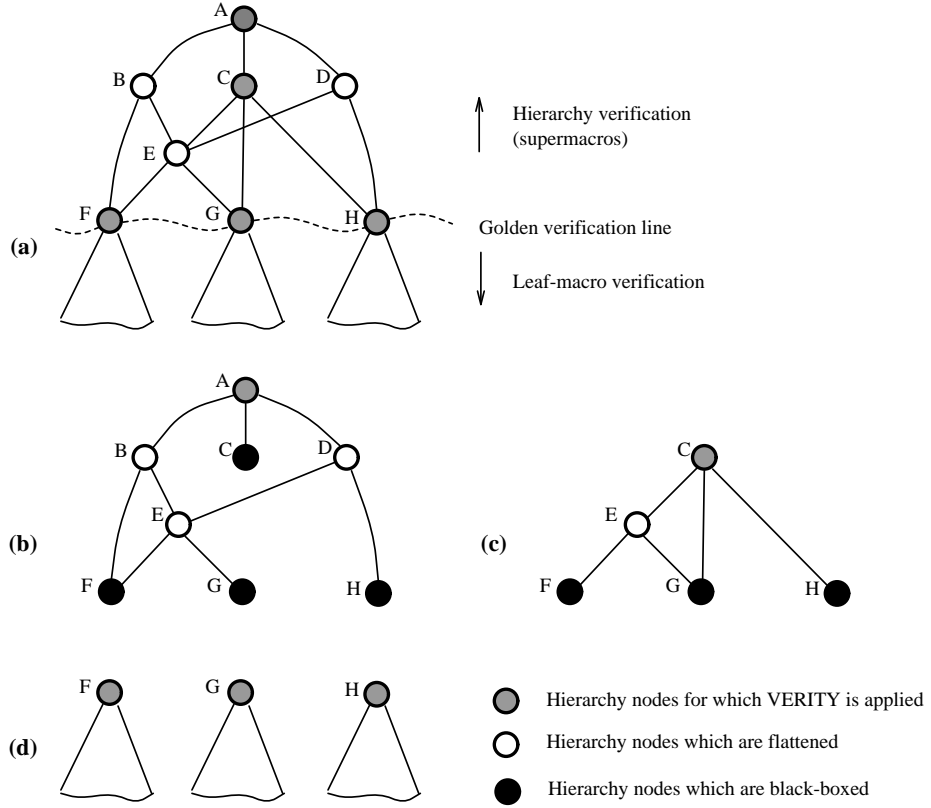 A
B
C
D
E
F
G
H
(a)
Hierarchy verification
(supermacros)
Golden verification line
Leaf-macro verification
A
B
C
D
E
F
G
H
(b)
C
E
F
G
H
(c)
F
G
H
(d)
Hierarchy nodes for which VERITY is applied
Hierarchy nodes which are flattened
Hierarchy nodes which are black-boxed